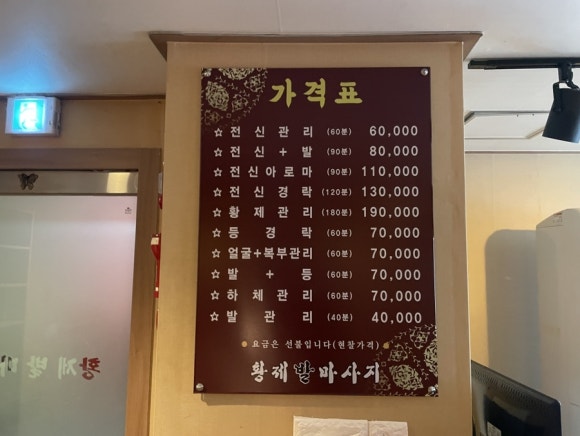 가격표
☆ 전신관리 (60분) 60,000
☆ 전신+발 (90분) 80,000
☆ 전신아로마 (90분) 110,000
☆ 전신경락 (120분) 130,000
☆ 황제관리 (180분) 190,000
☆ 등경락 (60분) 70,000
☆ 얼굴+복부관리 (60분) 70,000
☆ 발+등 (60분) 70,000
☆ 하체관리 (60분) 70,000
☆ 발관리 (40분) 40,000
요금은 선불입니다(현찰가격)
황제발마사지
황제발마